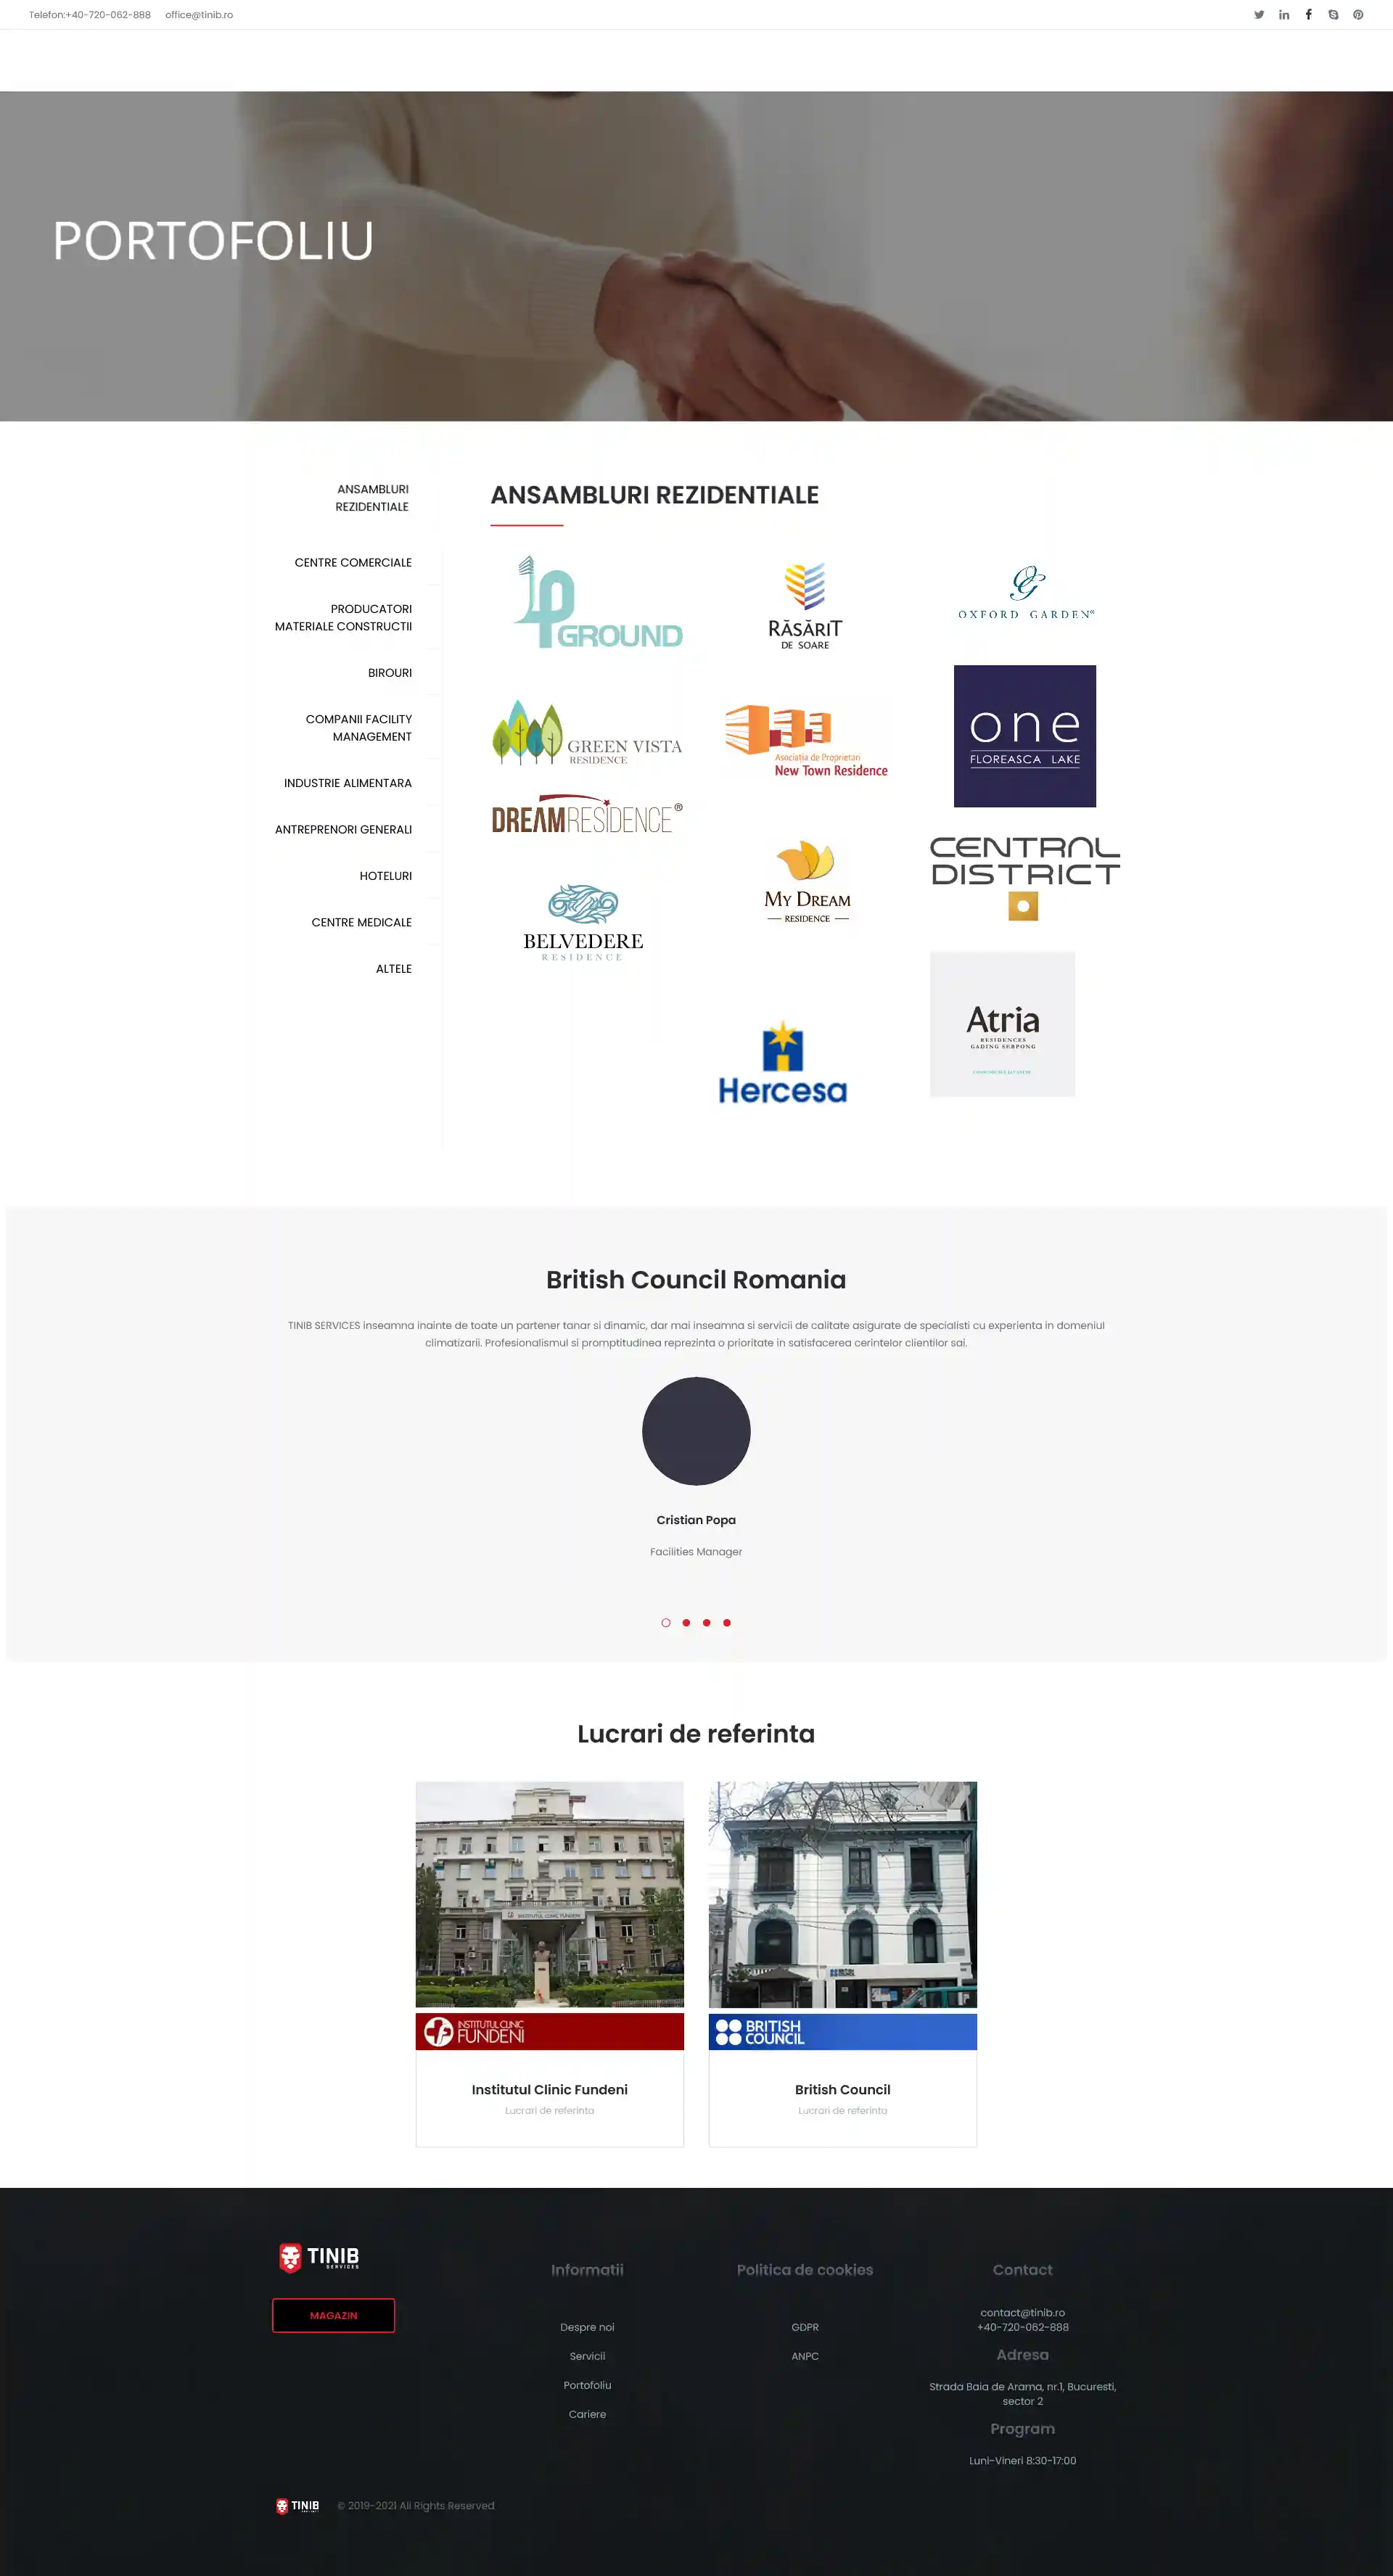 Telefon:+40-720-062-888 office@tinib.ro
PORTOFOLIU
ANSAMBLURI
REZIDENTIALE
CENTRE COMERCIALE
PRODUCATORI
MATERIALE CONSTRUCTII
BIROURI
COMPANII FACILITY
MANAGEMENT
INDUSTRIE ALIMENTARA
ANTREPRENORI GENERALI
HOTELURI
CENTRE MEDICALE
ALTELE
ANSAMBLURI REZIDENTIALE
GROUND
RĂSĂRIT
DE SOARE
OXFORD GARDEN®
GREEN VISTA
RESIDENCE
Asociația de Proprietari
New Town Residence
one
FLOREASCA LAKE
DREAMRESIDENCE®
MY DREAM
RESIDENCE
CENTRAL
DISTRICT
BELVEDERE
RESIDENCE
Hercesa
Atria
RESIDENCES
GADING SERPONG
British Council Romania
TINIB SERVICES inseamna inainte de toate un partener tanar si dinamic, dar mai inseamna si servicii de calitate asigurate de specialisti cu experienta in domeniul
climatizarii. Profesionalismul si promptitudinea reprezinta o prioritate in satisfacerea cerintelor clientilor sai.
Cristian Popa
Facilities Manager
Lucrari de referinta
INSTITUTUL CLINIC FUNDENI
INSTITUTUL CLINIC
FUNDENI
BRITISH
COUNCIL
Institutul Clinic Fundeni
Lucrari de referinta
British Council
Lucrari de referinta
TINIB
SERVICES
MAGAZIN
Informatii
Despre noi
Servicii
Portofoliu
Cariere
Politica de cookies
GDPR
ANPC
Contact
contact@tinib.ro
+40-720-062-888
Adresa
Strada Baia de Arama, nr.1, Bucuresti,
sector 2
Program
Luni-Vineri 8:30-17:00
TINIB
© 2019-2021 All Rights Reserved